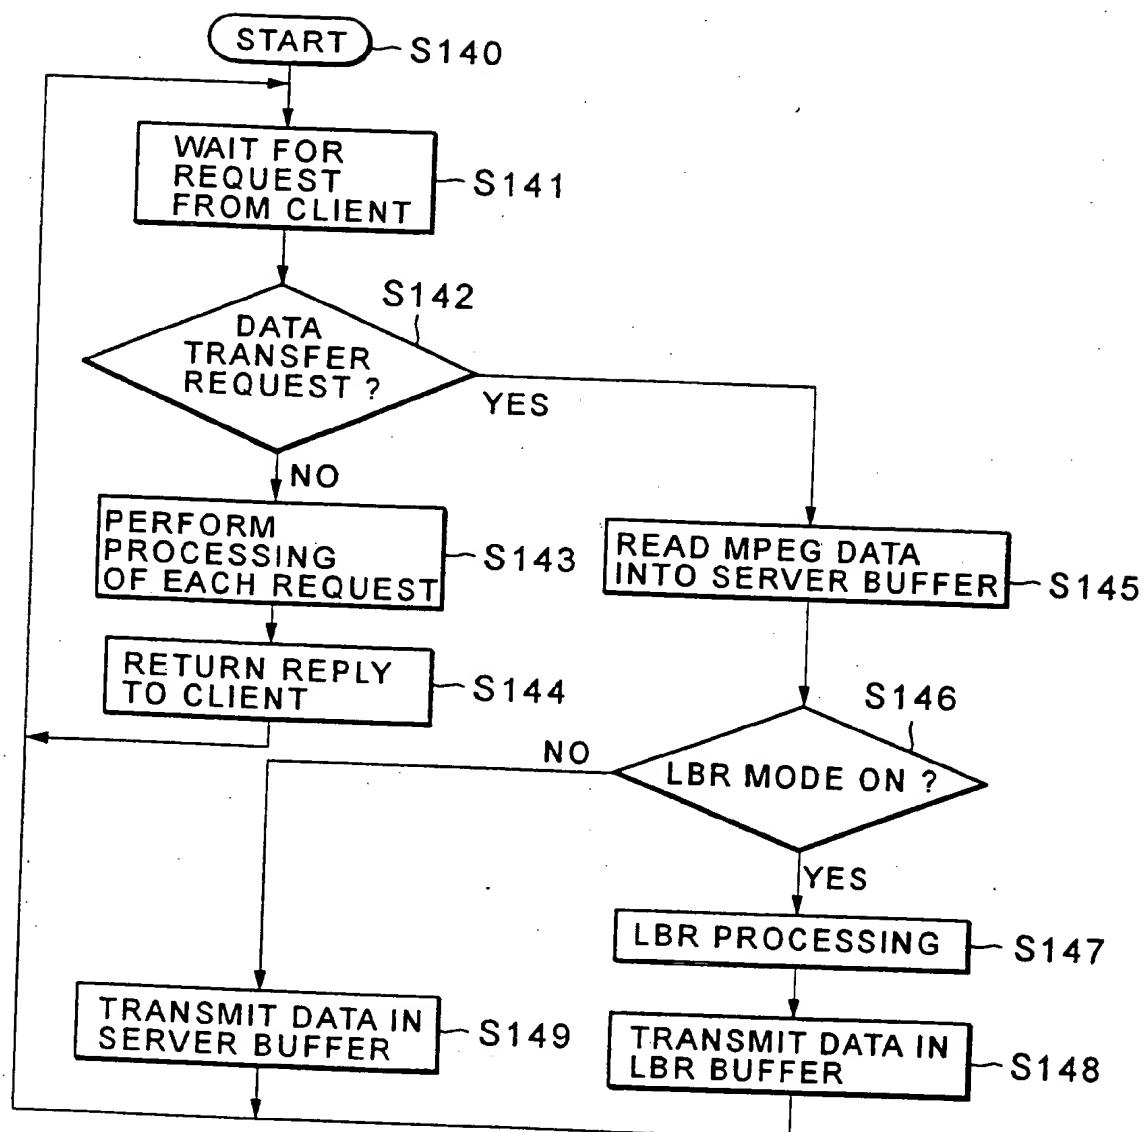 START
S140
WAIT FOR
REQUEST
FROM CLIENT
S141
S142
DATA
TRANSFER
REQUEST ?
YES
NO
PERFORM
PROCESSING
OF EACH REQUEST
S143
READ MPEG DATA
INTO SERVER BUFFER
S145
RETURN REPLY
TO CLIENT
S144
S146
LBR MODE ON ?
NO
YES
LBR PROCESSING
S147
TRANSMIT DATA IN
SERVER BUFFER
S149
TRANSMIT DATA IN
LBR BUFFER
S148